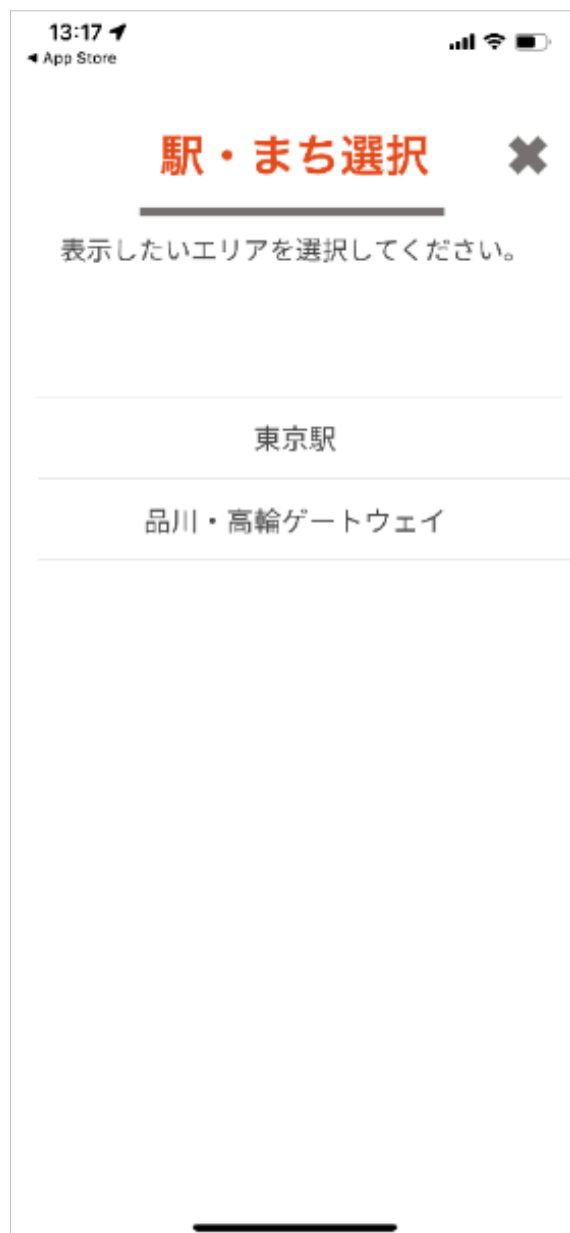 13:17
◀ App Store
駅・まち選択
表示したいエリアを選択してください。
東京駅
品川・高輪ゲートウェイ